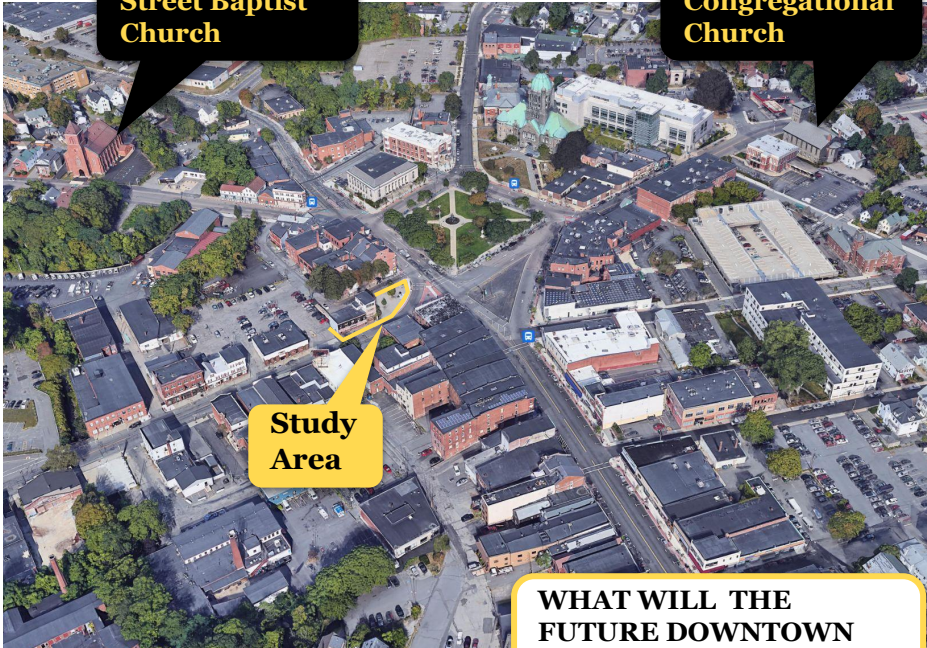 Street Baptist
Church
Congregational
Church
Study
Area
WHAT WILL THE
FUTURE DOWNTOWN